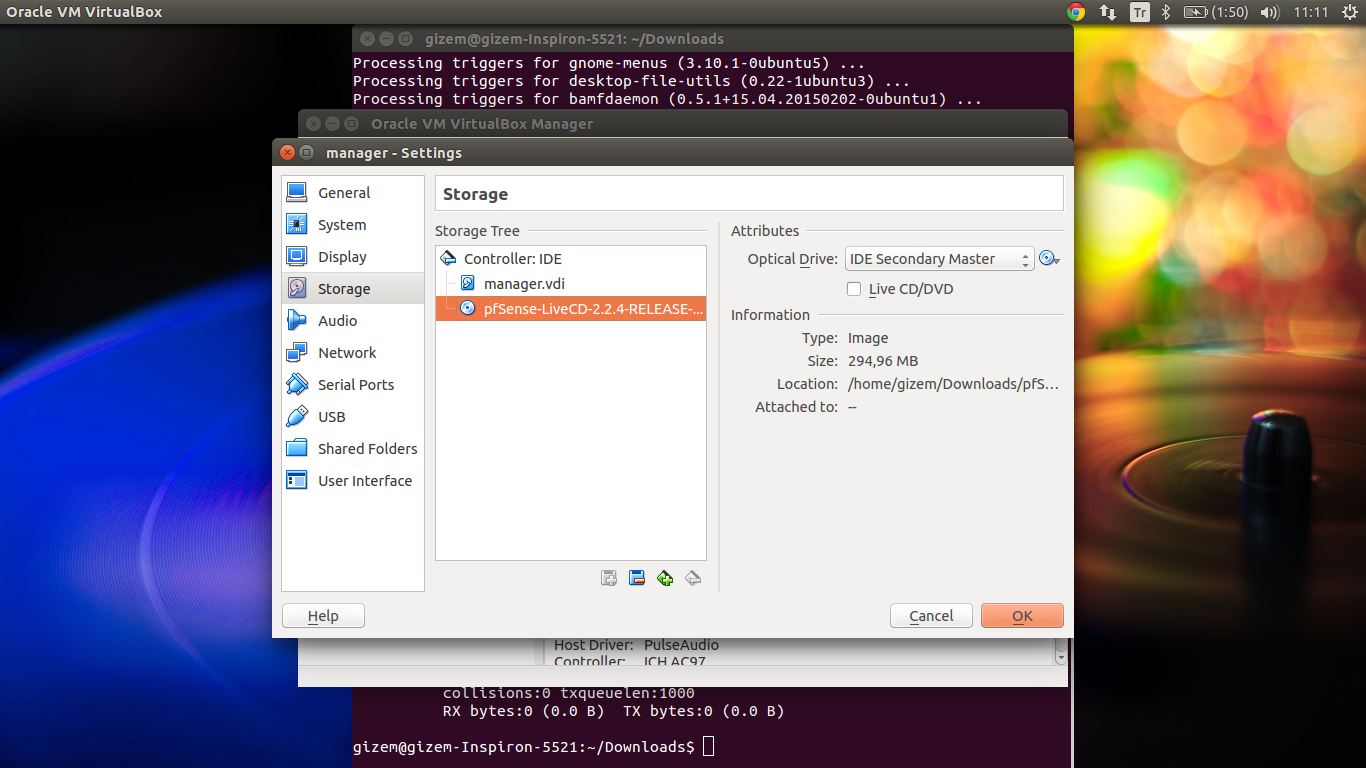 Oracle VM VirtualBox
Tr
(1:50)
11:11
gizem@gizem-Inspiron-5521: ~/Downloads
Processing triggers for gnome-menus (3.10.1-0ubuntu5) ...
Processing triggers for desktop-file-utils (0.22-1ubuntu3) ...
Processing triggers for bamfdaemon (0.5.1+15.04.20150202-0ubuntu1) ...
Oracle VM VirtualBox Manager
manager - Settings
General
System
Display
Storage
Audio
Network
Serial Ports
USB
Shared Folders
User Interface
Storage
Storage Tree
Controller: IDE
manager.vdi
pfSense-LiveCD-2.2.4-RELEASE-...
Attributes
Optical Drive: IDE Secondary Master
Live CD/DVD
Information
Type: Image
Size: 294,96 MB
Location: /home/gizem/Downloads/pfS...
Attached to: --
Help
Cancel
OK
Host Driver: PulseAudio
Controller: ICH AC97
collisions:0 txqueuelen:1000
RX bytes:0 (0.0 B) TX bytes:0 (0.0 B)
gizem@gizem-Inspiron-5521:~/Downloads$